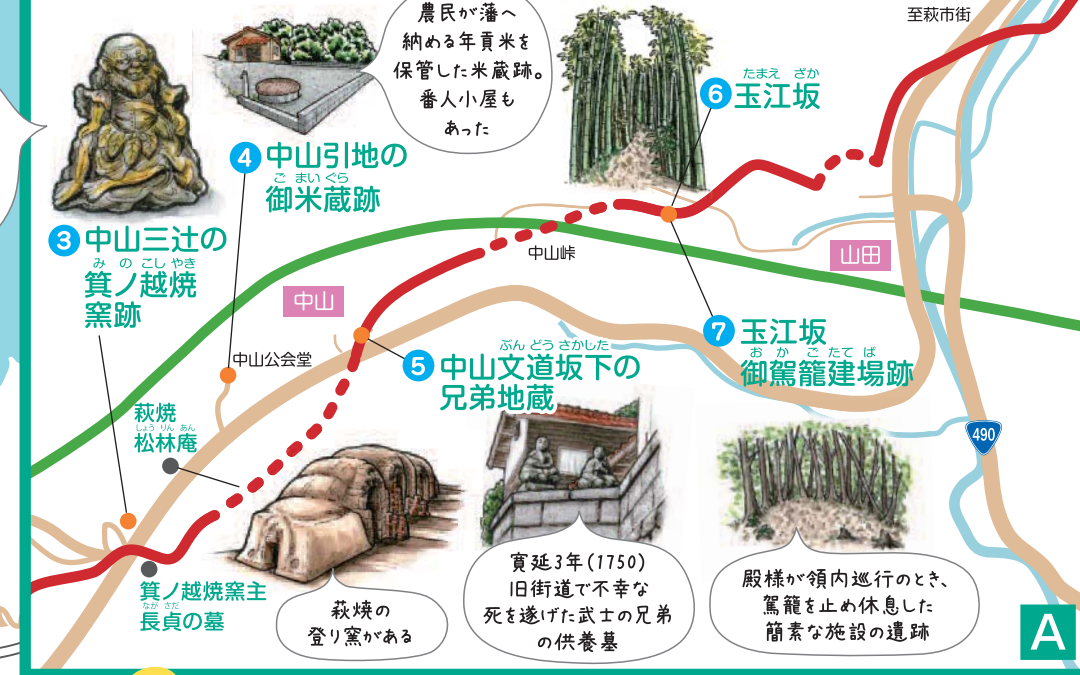 農民が藩へ
納める年貢米を
保管した米蔵跡。
番人小屋も
あった
至萩市街
6 たまえ ざか
玉江坂
4 中山引地の
ご まい ぐら
御米蔵跡
3 中山三辻の
み の こし やき
箕ノ越焼
窯跡
中山峠
山田
中山
7 玉江坂
お か ご たて ば
御駕籠建場跡
中山公会堂
ぶん どう さかした
5 中山文道坂下の
兄弟地蔵
萩焼
しょう りん あん
松林庵
490
箕ノ越焼窯主
なが さだ
長貞の墓
萩焼の
登り窯がある
寛延3年(1750)
旧街道で不幸な
死を遂げた武士の兄弟
の供養墓
殿様が領内巡行のとき、
駕籠を止め休息した
簡素な施設の遺跡
A